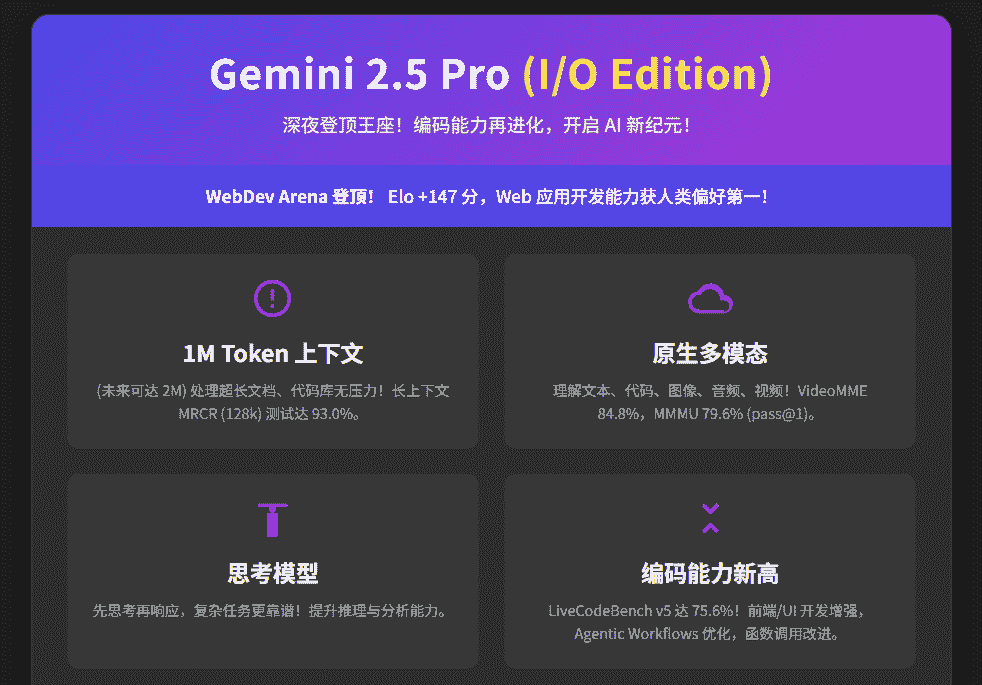 Gemini 2.5 Pro (I/O Edition)
深夜登顶王座！编码能力再进化，开启 AI 新纪元！
WebDev Arena 登顶！ Elo +147 分，Web 应用开发能力获人类偏好第一！
1M Token 上下文
(未来可达 2M) 处理超长文档、代码库无压力！长上下文
MRCR (128k) 测试达 93.0%。
原生多模态
理解文本、代码、图像、音频、视频！VideoMME
84.8%，MMMU 79.6% (pass@1)。
思考模型
先思考再响应，复杂任务更靠谱！提升推理与分析能力。
编码能力新高
LiveCodeBench v5 达 75.6%！前端/UI 开发增强，
Agentic Workflows 优化，函数调用改进。